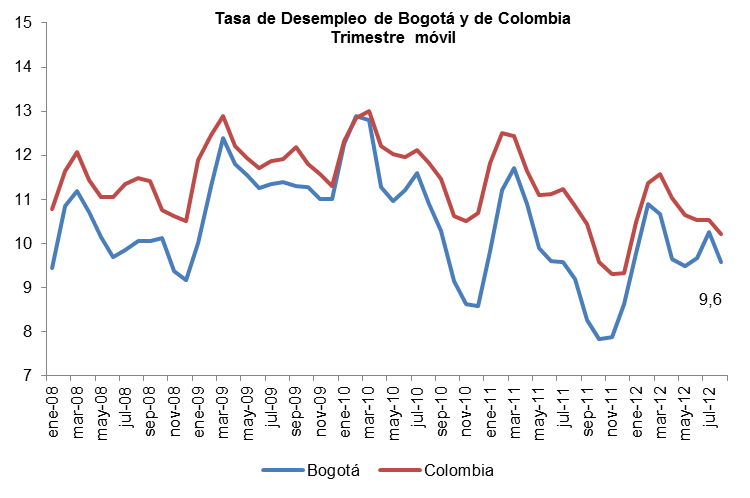 Tasa de Desempleo de Bogotá y de Colombia
Trimestre móvil
15
14
13
12
11
10
9
8
7
9,6
ene-08
mar-08
may-08
jul-08
sep-08
nov-08
ene-09
mar-09
may-09
jul-09
sep-09
nov-09
ene-10
mar-10
may-10
jul-10
sep-10
nov-10
ene-11
mar-11
may-11
jul-11
sep-11
nov-11
ene-12
mar-12
may-12
jul-12
Bogotá
Colombia